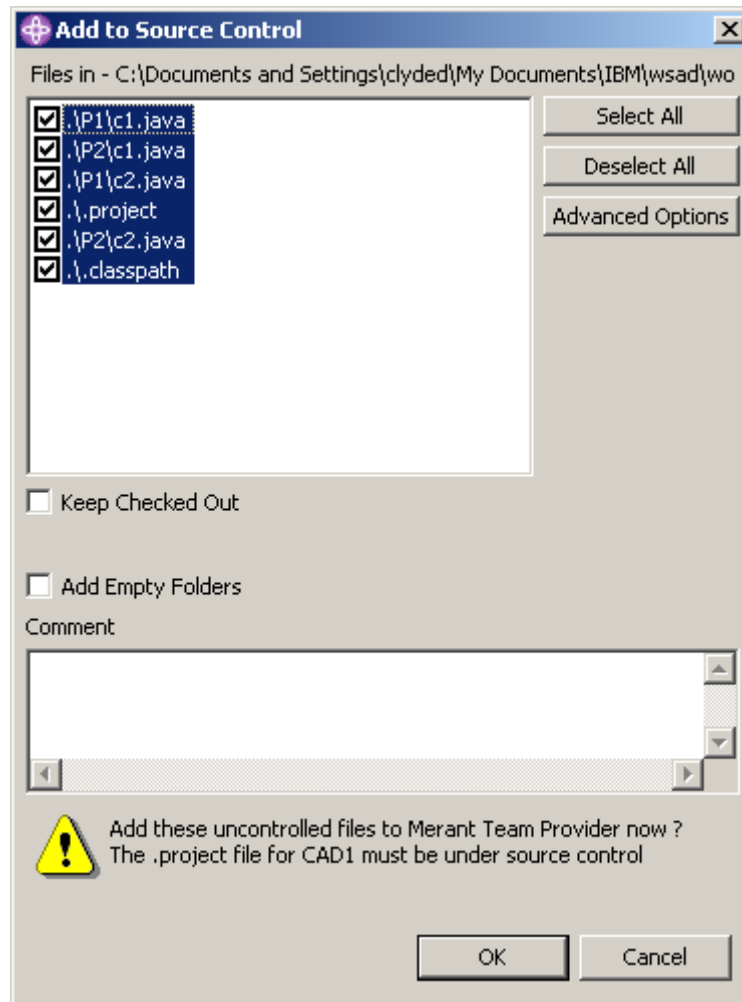 Add to Source Control
Files in - C:\Documents and Settings\clyded\My Documents\IBM\wsad\wo
.\P1\c1.java
.\P2\c1.java
.\P1\c2.java
.\.project
.\P2\c2.java
.\.classpath
Select All
Deselect All
Advanced Options
Keep Checked Out
Add Empty Folders
Comment
Add these uncontrolled files to Merant Team Provider now ?
The .project file for CAD1 must be under source control
OK
Cancel